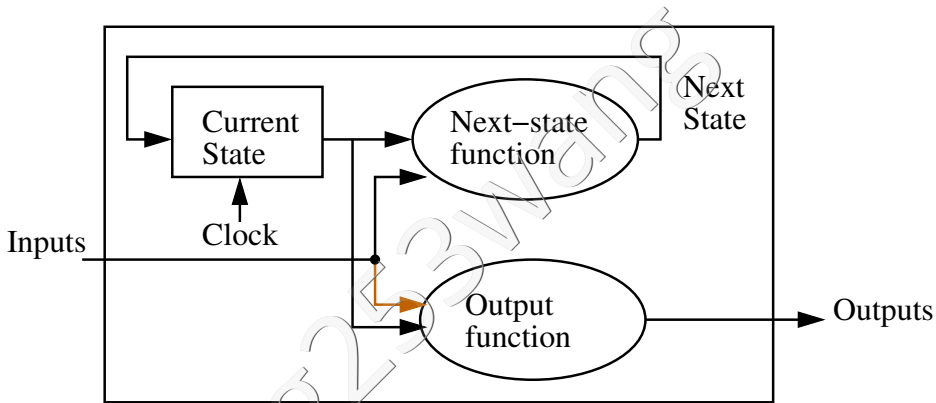 Next
State
Current
State
Next–state
function
Clock
Inputs
Output
function
Outputs